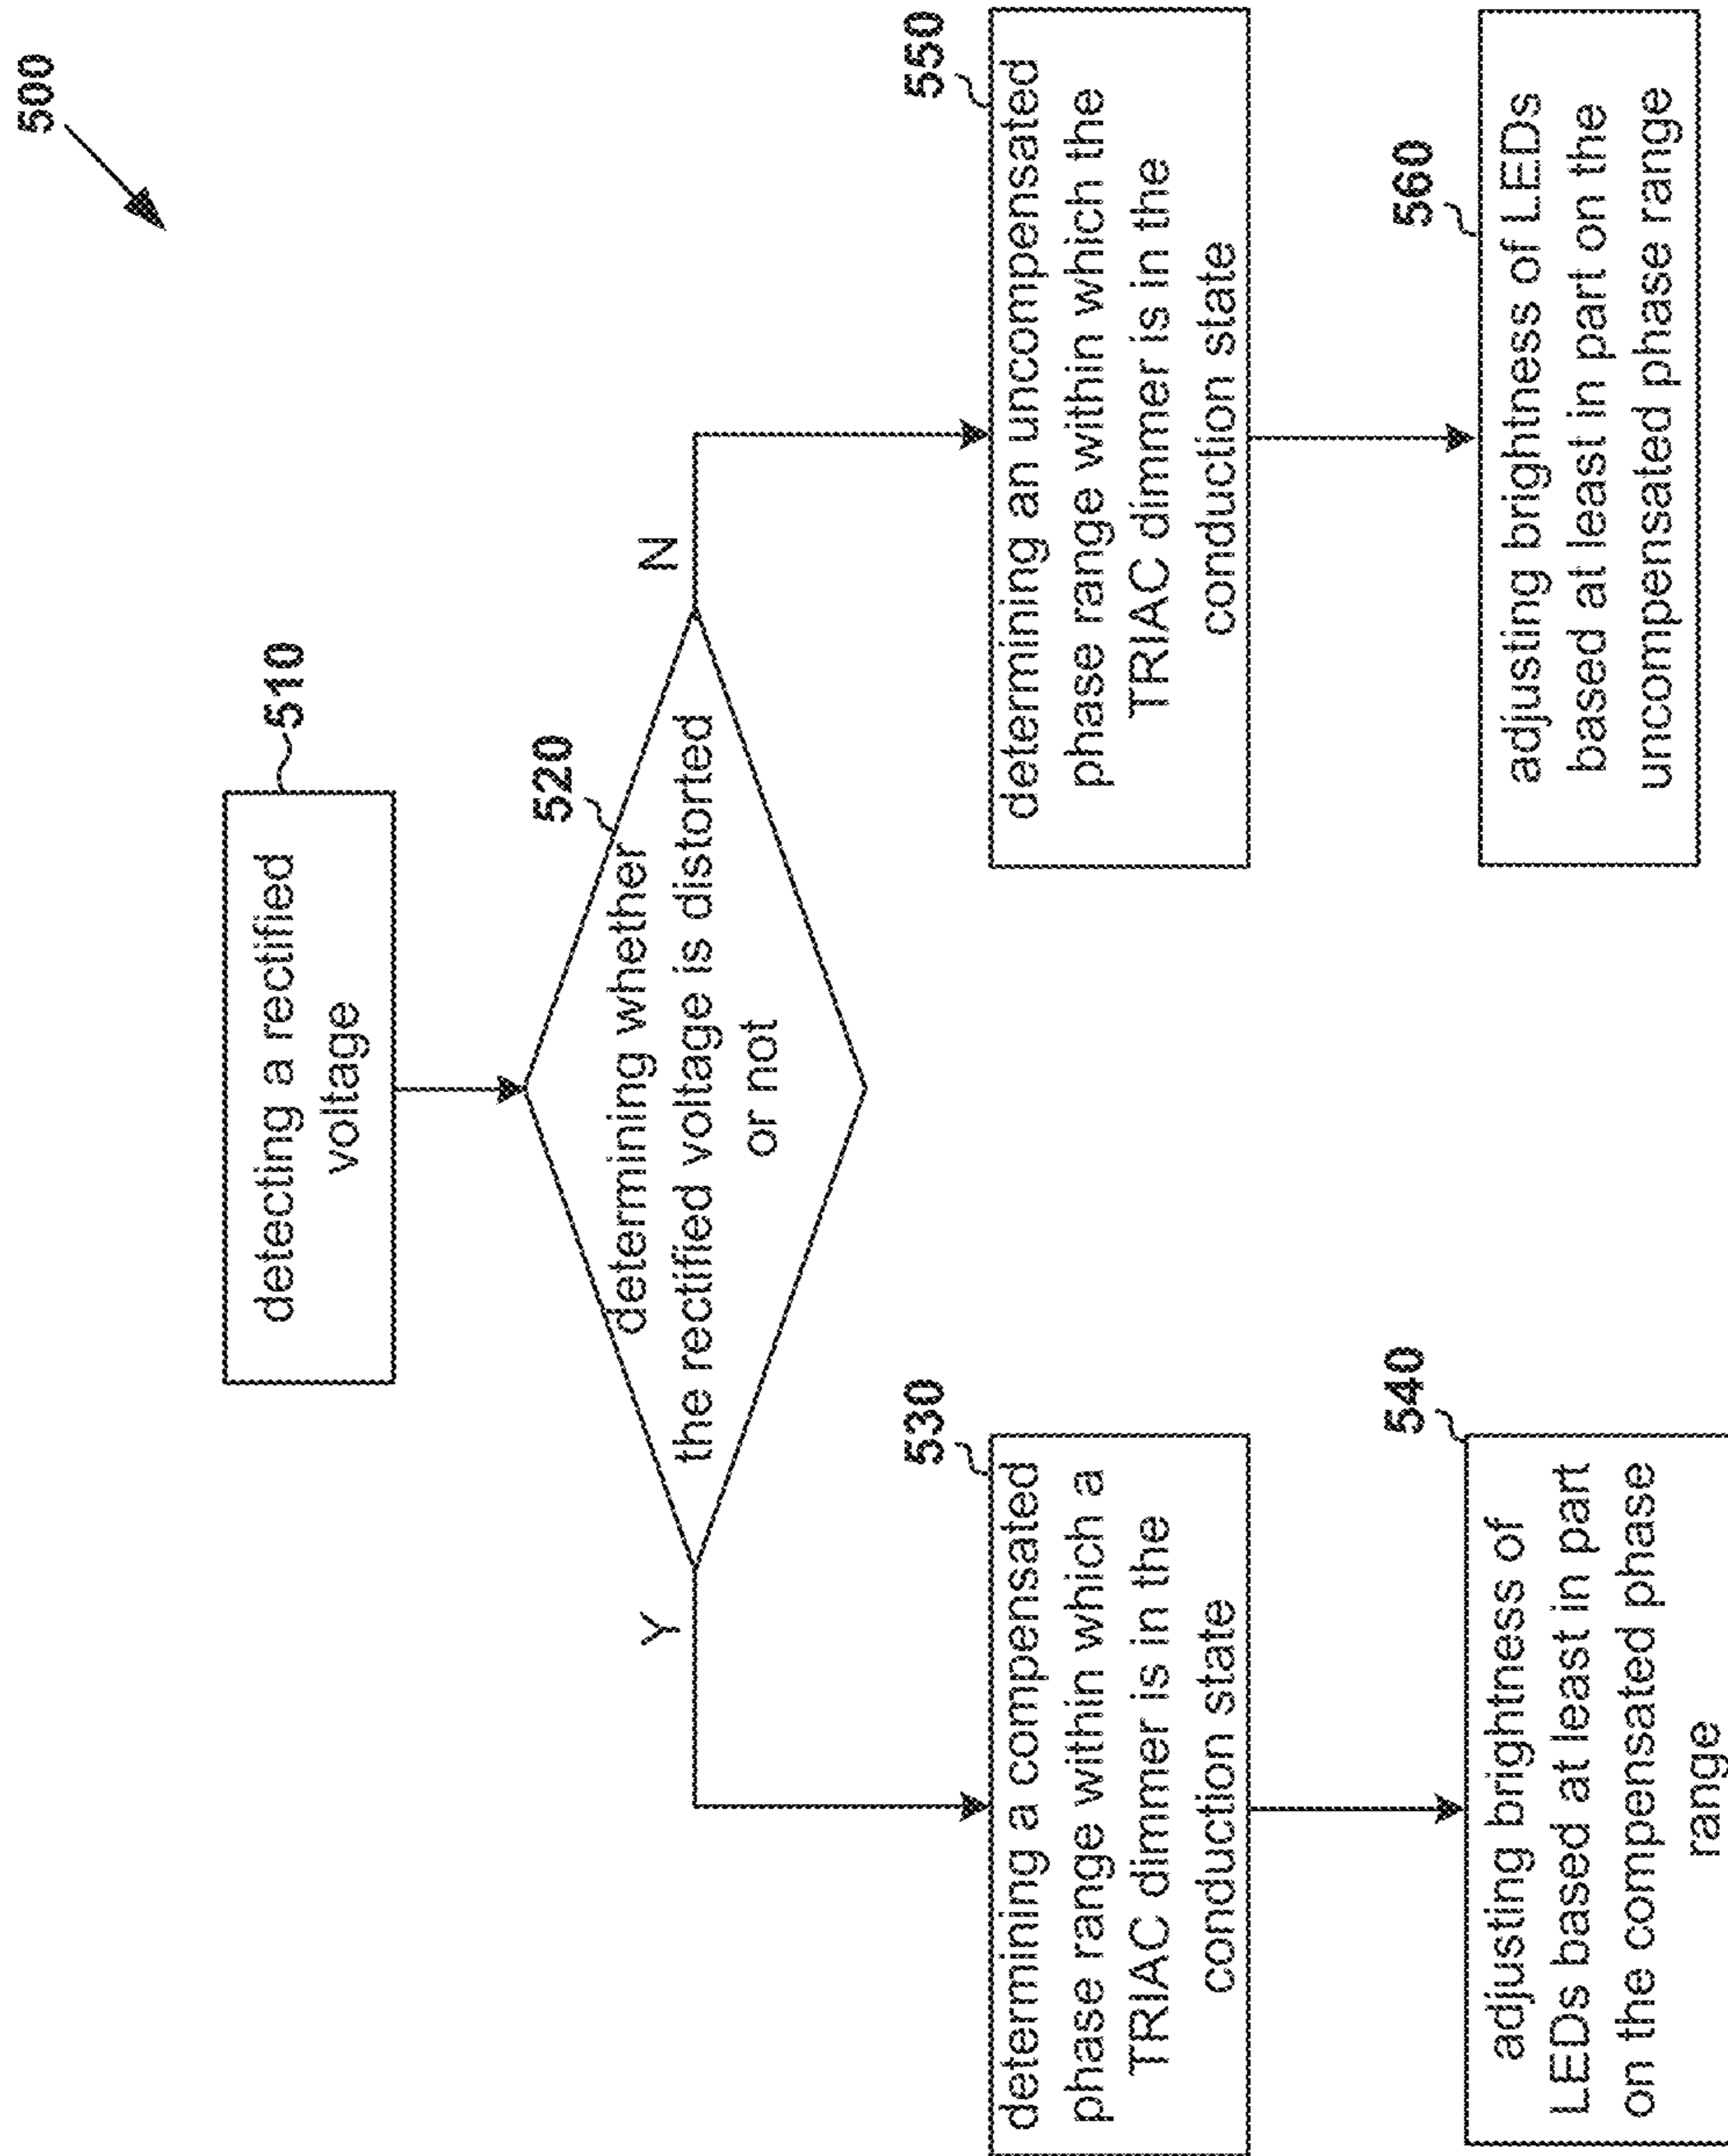 500
detecting a rectified
voltage
510
determining whether
the rectified voltage is distorted
or not
520
Y
N
determining a compensated
phase range within which a
TRIAC dimmer is in the
conduction state
530
determining an uncompensated
phase range within which the
TRIAC dimmer is in the
conduction state
550
adjusting brightness of
LEDs based at least in part
on the compensated phase
range
540
adjusting brightness of LEDs
based at least in part on the
uncompensated phase range
560